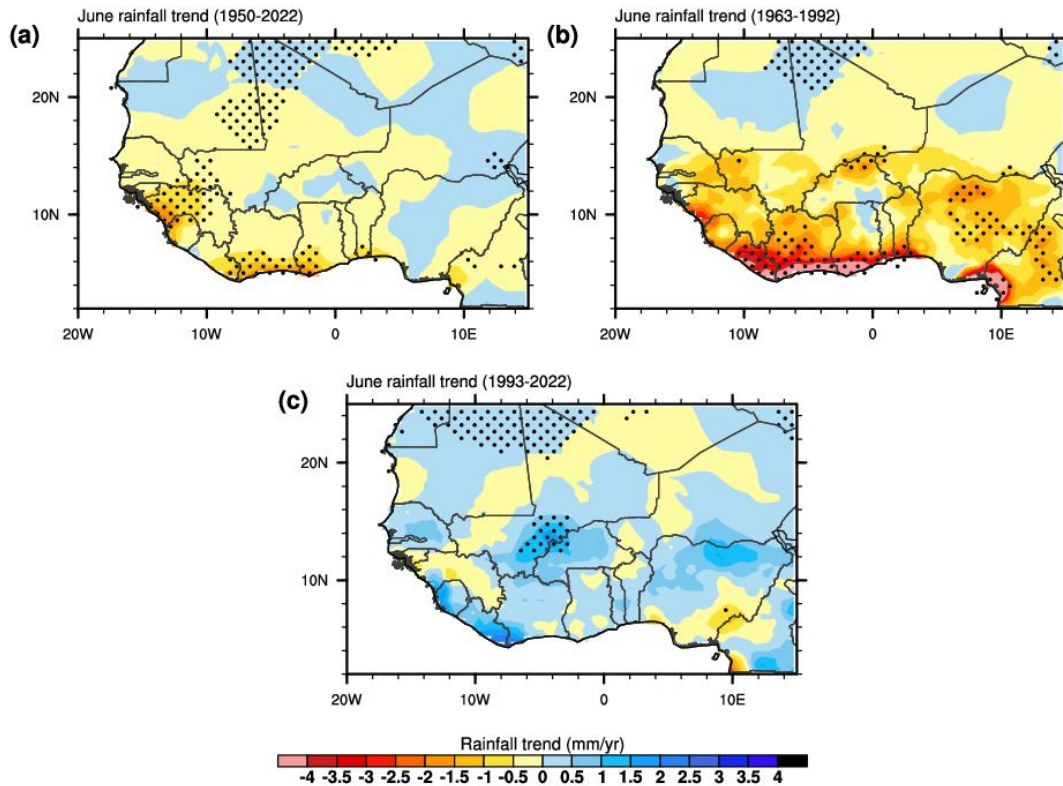 June rainfall trend (1950-2022)
(a)
20N
10N
20W 10W 0 10E
June rainfall trend (1963-1992)
(b)
20N
10N
20W 10W 0 10E
June rainfall trend (1993-2022)
(c)
20N
10N
20W 10W 0 10E
Rainfall trend (mm/yr)
-4 -3.5 -3 -2.5 -2 -1.5 -1 -0.5 0 0.5 1 1.5 2 2.5 3 3.5 4